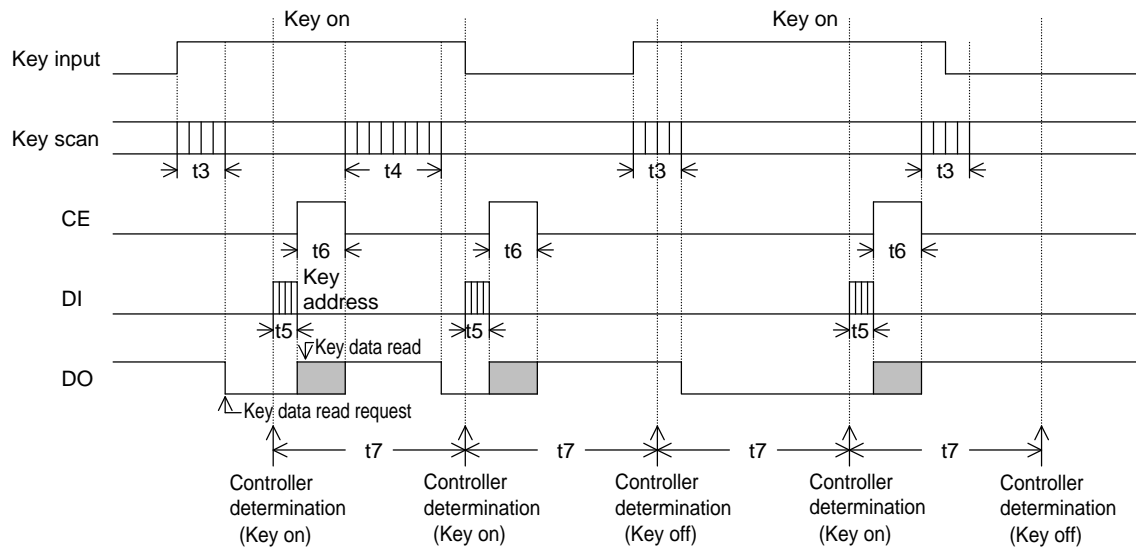 Key on
Key on
Key input
Key scan
t3
t4
t3
t3
CE
t6
t6
t6
DI
Key
address
t5
t5
t5
Key data read
DO
Key data read request
t7
t7
t7
t7
Controller
determination
(Key on)
Controller
determination
(Key on)
Controller
determination
(Key off)
Controller
determination
(Key on)
Controller
determination
(Key off)